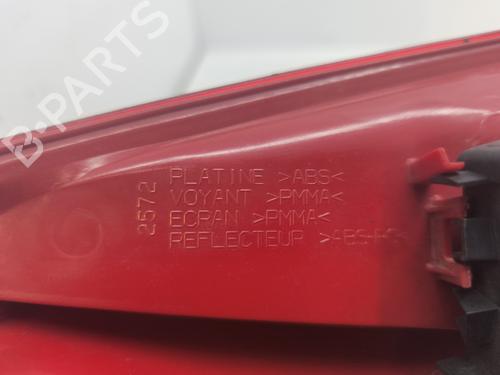 B-PARTS
2572
PLATINE >ABS<
VOYANT >PMMA<
ECRAN >PMMA<
REFLECTEUR